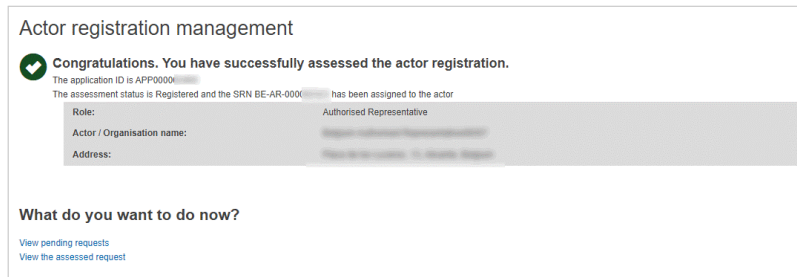 Actor registration management
Congratulations. You have successfully assessed the actor registration.
The application ID is APP0000
The assessment status is Registered and the SRN BE-AR-000 has been assigned to the actor
Role: Authorised Representative
Actor / Organisation name:
Address:
What do you want to do now?
View pending requests
View the assessed request